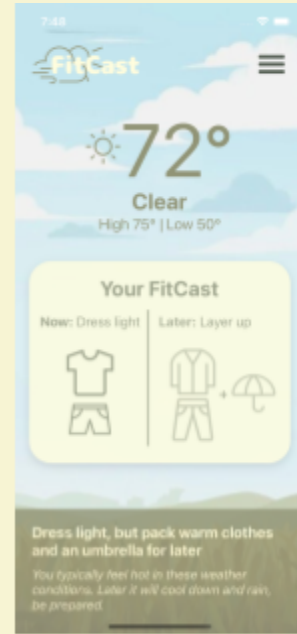 7:48
FitCast
72°
Clear
High 75° | Low 50°
Your FitCast
Now: Dress light
Later: Layer up
+
Dress light, but pack warm clothes
and an umbrella for later
You typically feel hot in these weather
conditions. Later it will cool down and rain,
be prepared.